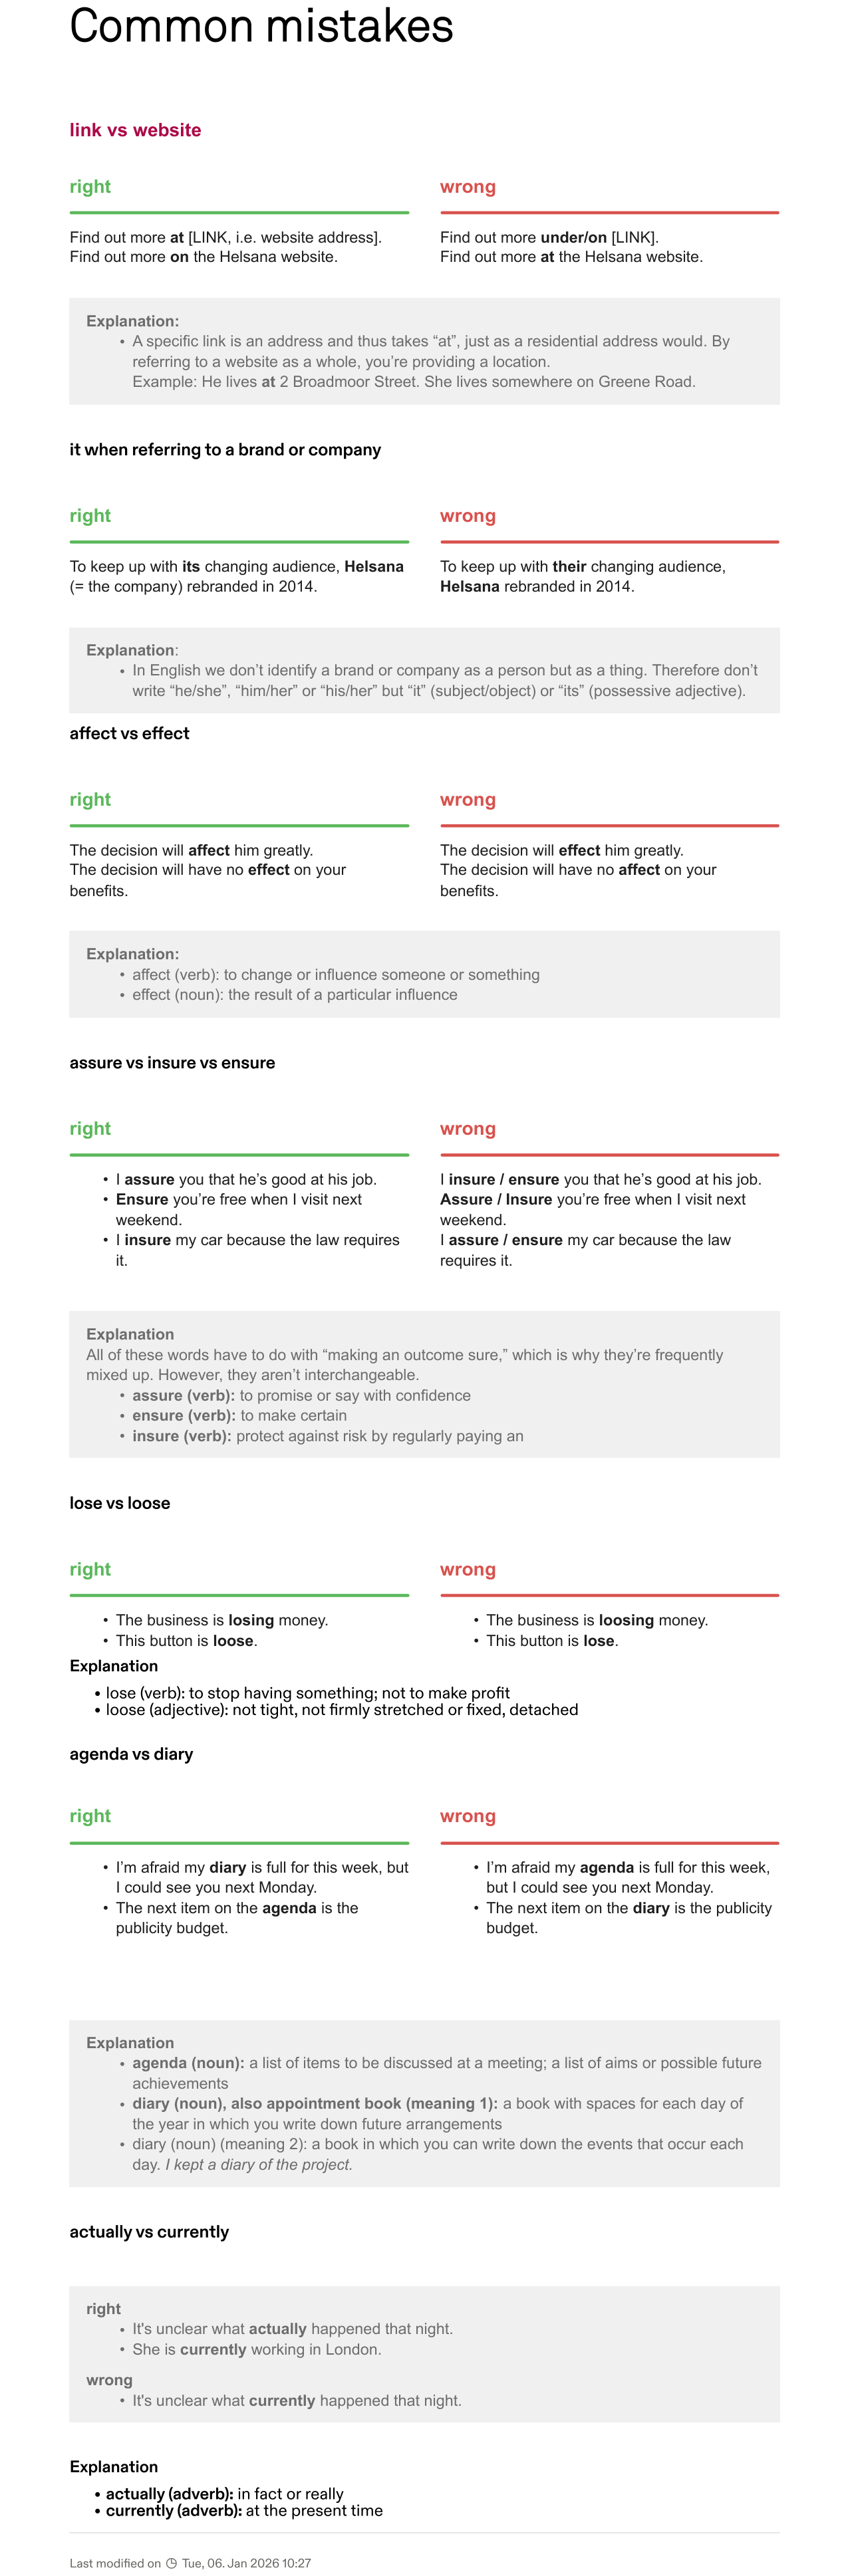 Common mistakes
link vs website
right
Find out more at [LINK, i.e. website address].
Find out more on the Helsana website.
wrong
Find out more under/on [LINK].
Find out more at the Helsana website.
Explanation:
• A specific link is an address and thus takes “at”, just as a residential address would. By
referring to a website as a whole, you’re providing a location.
Example: He lives at 2 Broadmoor Street. She lives somewhere on Greene Road.
it when referring to a brand or company
right
To keep up with its changing audience, Helsana
(= the company) rebranded in 2014.
wrong
To keep up with their changing audience,
Helsana rebranded in 2014.
Explanation:
• In English we don’t identify a brand or company as a person but as a thing. Therefore don’t
write “he/she”, “him/her” or “his/her” but “it” (subject/object) or “its” (possessive adjective).
affect vs effect
right
The decision will affect him greatly.
The decision will have no effect on your
benefits.
wrong
The decision will effect him greatly.
The decision will have no affect on your
benefits.
Explanation:
• affect (verb): to change or influence someone or something
• effect (noun): the result of a particular influence
assure vs insure vs ensure
right
• I assure you that he’s good at his job.
• Ensure you’re free when I visit next
weekend.
• I insure my car because the law requires
it.
wrong
I insure / ensure you that he’s good at his job.
Assure / Insure you’re free when I visit next
weekend.
I assure / ensure my car because the law
requires it.
Explanation
All of these words have to do with “making an outcome sure,” which is why they’re frequently
mixed up. However, they aren’t interchangeable.
• assure (verb): to promise or say with confidence
• ensure (verb): to make certain
• insure (verb): protect against risk by regularly paying an
lose vs loose
right
• The business is losing money.
• This button is loose.
wrong
• The business is loosing money.
• This button is lose.
Explanation
• lose (verb): to stop having something; not to make profit
• loose (adjective): not tight, not firmly stretched or fixed, detached
agenda vs diary
right
• I’m afraid my diary is full for this week, but
I could see you next Monday.
• The next item on the agenda is the
publicity budget.
wrong
• I’m afraid my agenda is full for this week,
but I could see you next Monday.
• The next item on the diary is the publicity
budget.
Explanation
• agenda (noun): a list of items to be discussed at a meeting; a list of aims or possible future
achievements
• diary (noun), also appointment book (meaning 1): a book with spaces for each day of
the year in which you write down future arrangements
• diary (noun) (meaning 2): a book in which you can write down the events that occur each
day. I kept a diary of the project.
actually vs currently
right
• It's unclear what actually happened that night.
• She is currently working in London.
wrong
• It's unclear what currently happened that night.
Explanation
• actually (adverb): in fact or really
• currently (adverb): at the present time
Last modified on Tue, 06. Jan 2026 10:27